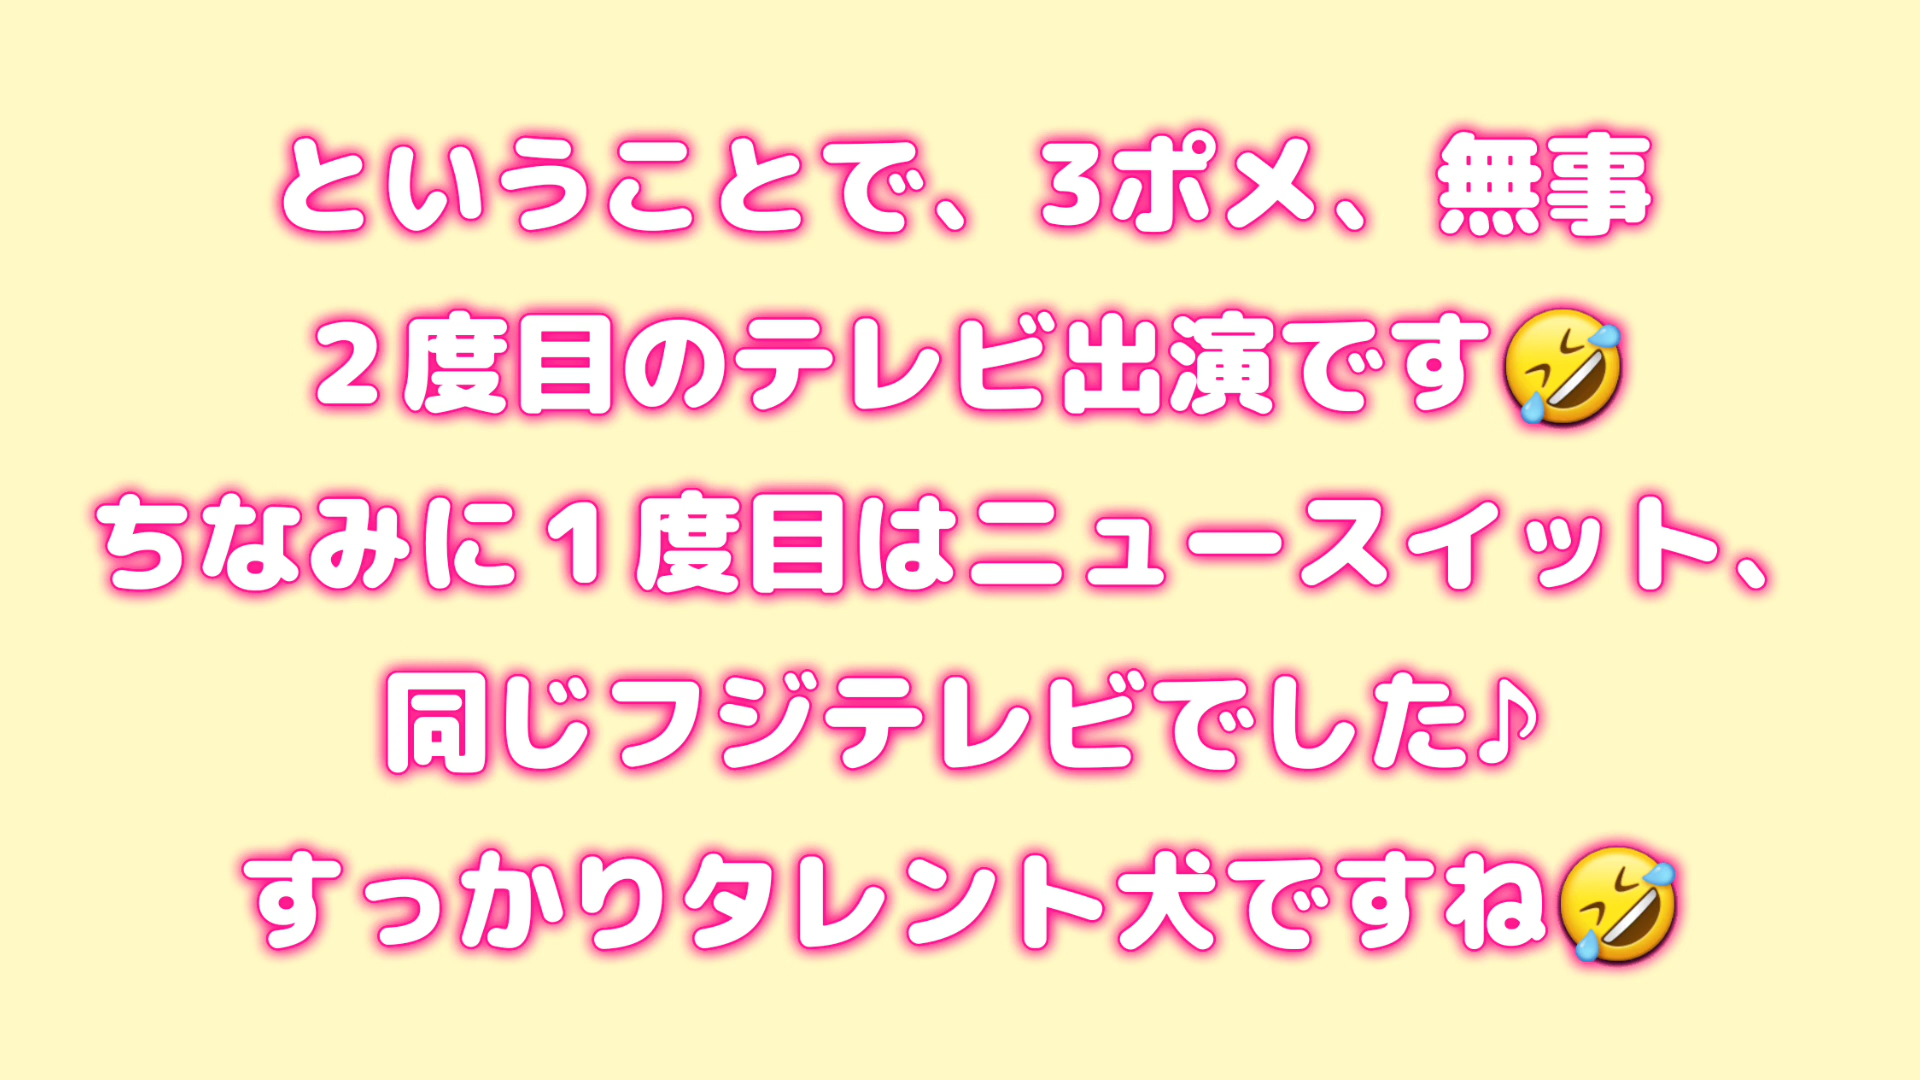 ということで、3ポメ、無事
２度目のテレビ出演です🤣
ちなみに１度目はニュースイット、
同じフジテレビでした♪
すっかりタレント犬ですね🤣